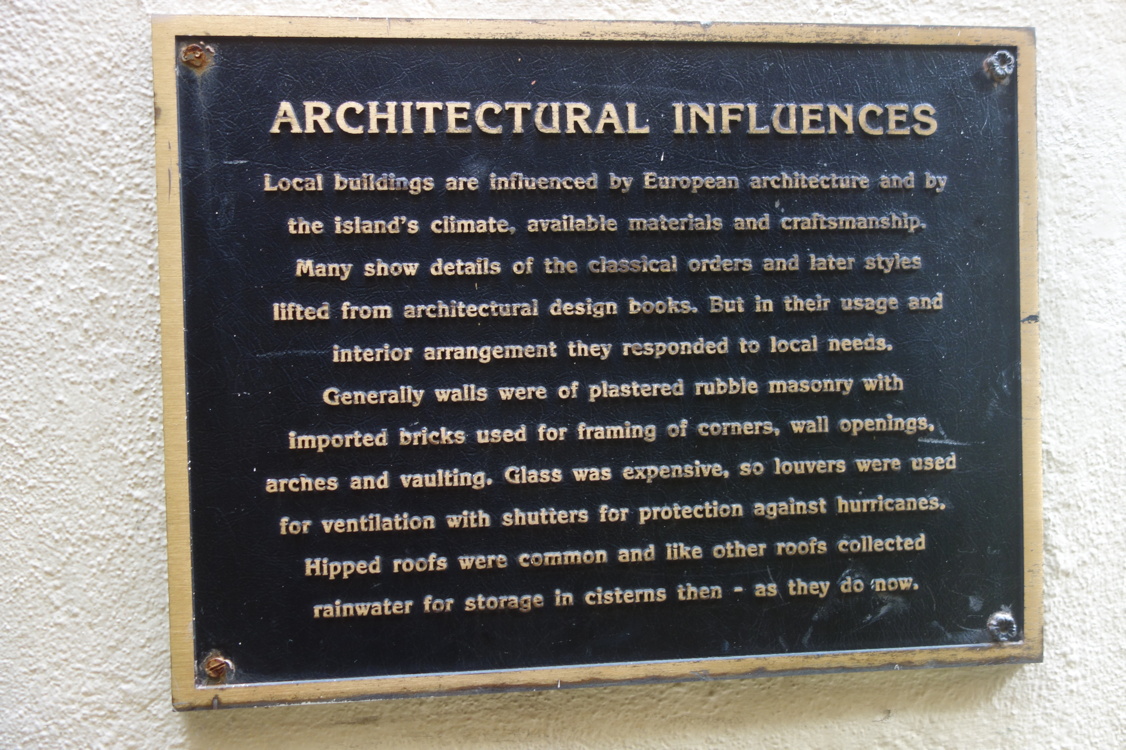 ARCHITECTURAL INFLUENCES
Local buildings are influenced by European architecture and by
the island's climate, available materials and craftsmanship.
Many show details of the classical orders and later styles
lifted from architectural design books. But in their usage and
interior arrangement they responded to local needs.
Generally walls were of plastered rubble masonry with
imported bricks used for framing of corners, wall openings,
arches and vaulting. Glass was expensive, so louvers were used
for ventilation with shutters for protection against hurricanes.
Hipped roofs were common and like other roofs collected
rainwater for storage in cisterns then - as they do now.